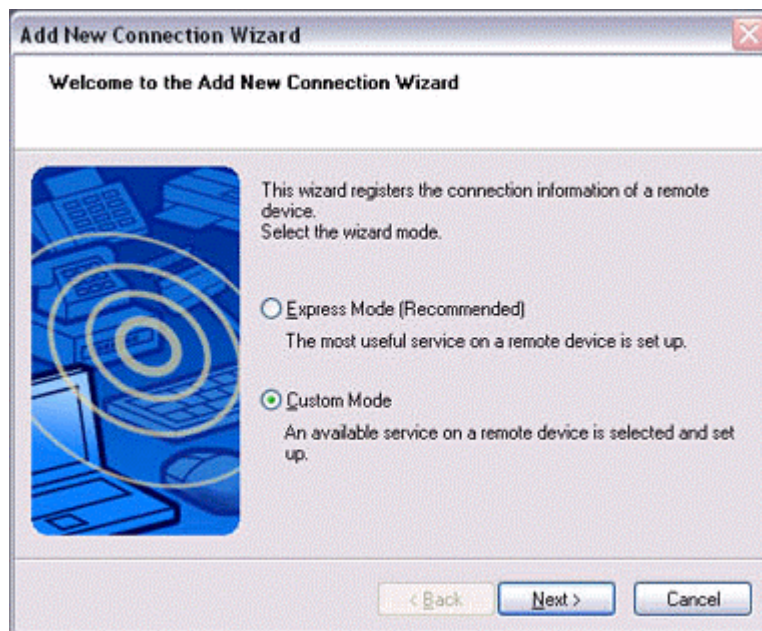 Add New Connection Wizard
Welcome to the Add New Connection Wizard
This wizard registers the connection information of a remote
device.
Select the wizard mode.
Express Mode (Recommended)
The most useful service on a remote device is set up.
Custom Mode
An available service on a remote device is selected and set
up.
< Back
Next >
Cancel